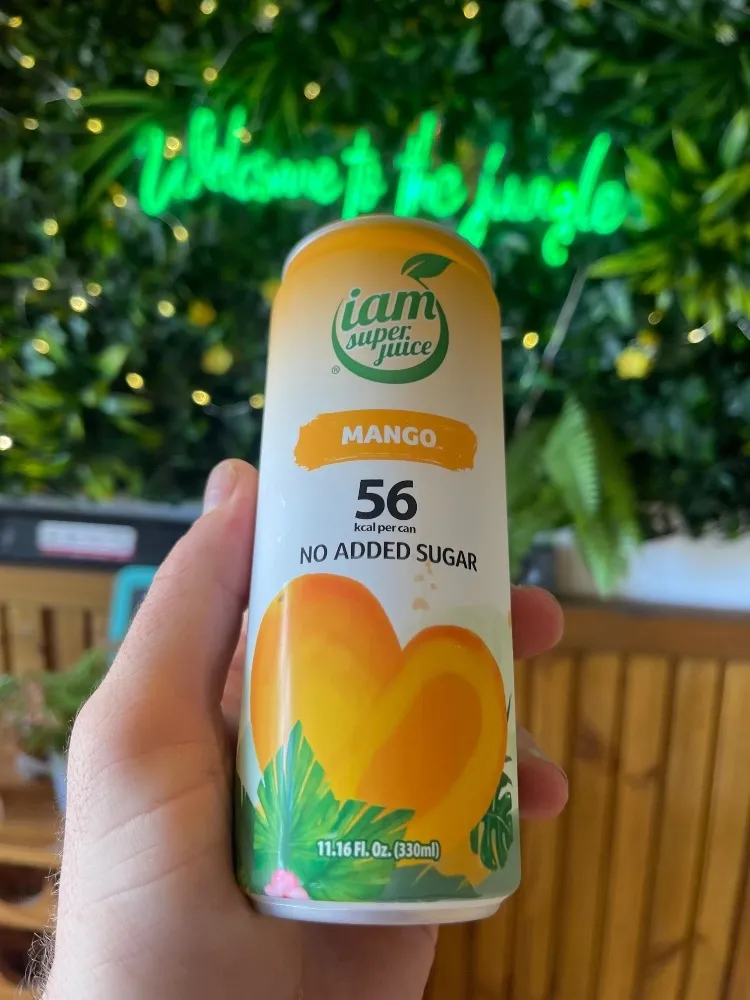 Welcome to the jungle
iam
super
juice
®
MANGO
56
kcal per can
NO ADDED SUGAR
11.16 Fl. Oz. (330ml)